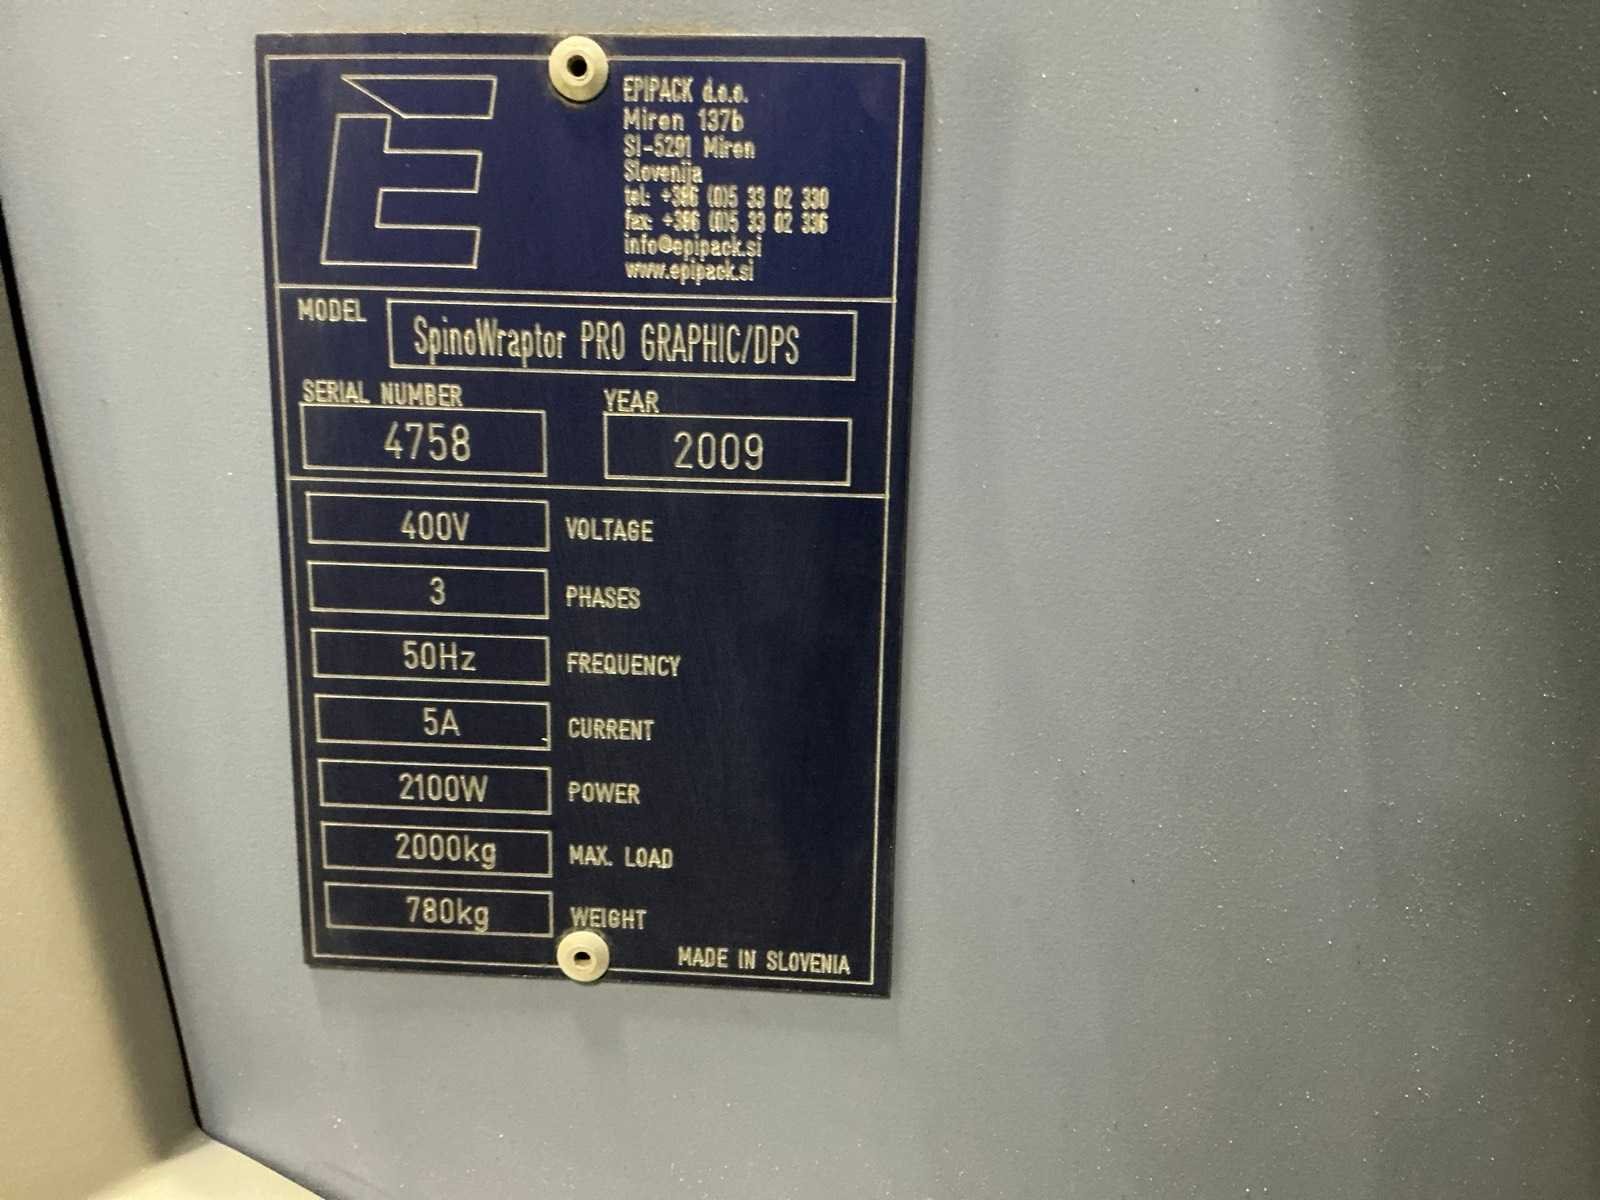 E
EPIPACK d.o.o.
Miren 137b
SI-5291 Miren
Slovenija
tel: +386 (0)5 33 02 330
fax: +386 (0)5 33 02 336
info@epipack.si
www.epipack.si
MODEL SpinoWraptor PRO GRAPHIC/DPS
SERIAL NUMBER YEAR
4758 2009
400V VOLTAGE
3 PHASES
50Hz FREQUENCY
5A CURRENT
2100W POWER
2000kg MAX. LOAD
780kg WEIGHT
MADE IN SLOVENIA